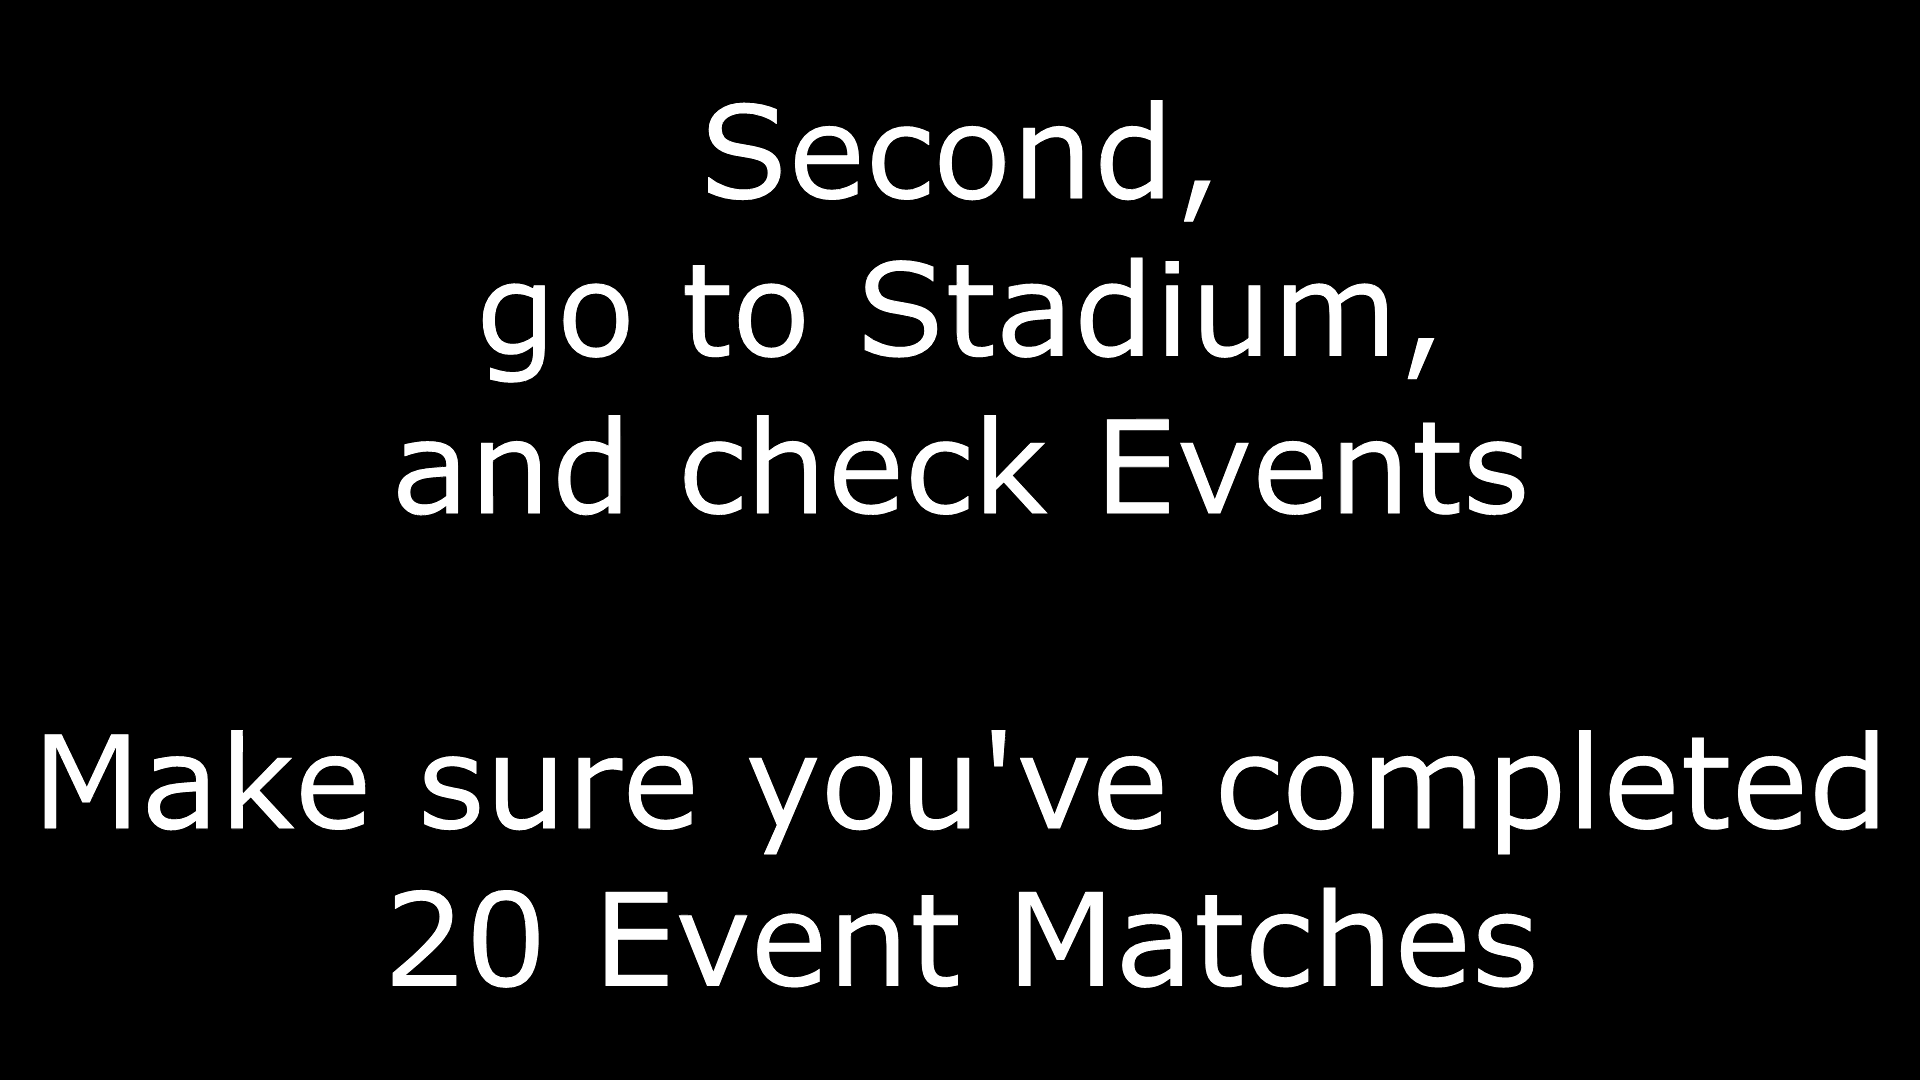 Second,
go to Stadium,
and check Events
Make sure you've completed
20 Event Matches